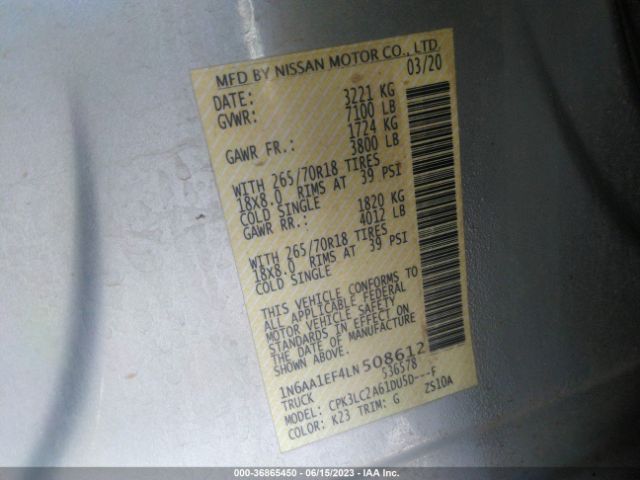 MFD BY NISSAN MOTOR CO., LTD.
DATE: 03/20
GVWR: 3221 KG
7100 LB
GAWR FR.: 1724 KG
3800 LB
WITH 265/70R18 TIRES
18X8.0 RIMS AT 39 PSI
COLD SINGLE
GAWR RR.: 1820 KG
4012 LB
WITH 265/70R18 TIRES
18X8.0 RIMS AT 39 PSI
COLD SINGLE
THIS VEHICLE CONFORMS TO
ALL APPLICABLE FEDERAL
MOTOR VEHICLE SAFETY
STANDARDS IN EFFECT ON
THE DATE OF MANUFACTURE
SHOWN ABOVE.
1N6AA1EF4LN508612
TRUCK 536578
MODEL: CPK3LC2A61DU5D---F
COLOR: K23 TRIM: G ZS10A
000-36865450 - 06/15/2023 - IAA Inc.